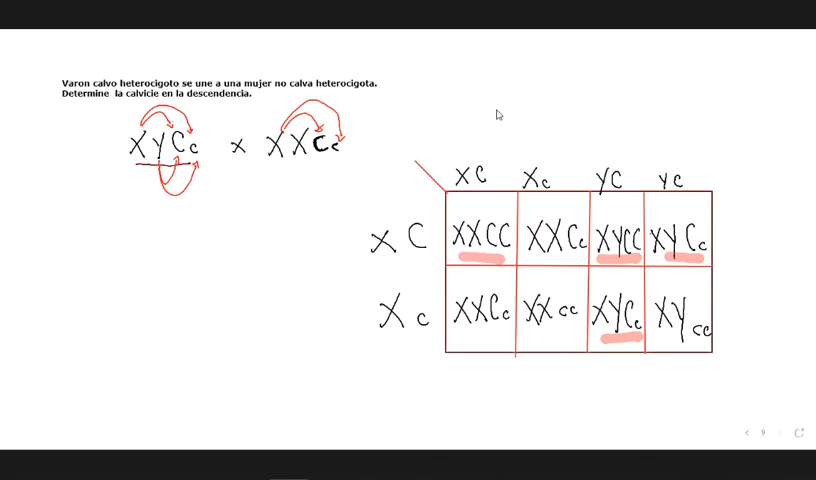 Varon calvo heterocigoto se une a una mujer no calva heterocigota.
Determine la calvicie en la descendencia.
XYCc x XXCc
XC Xc YC Yc
X C XXCC XXCc XYCC XYCc
Xc XXCc XXcc XYCc XYcc
9